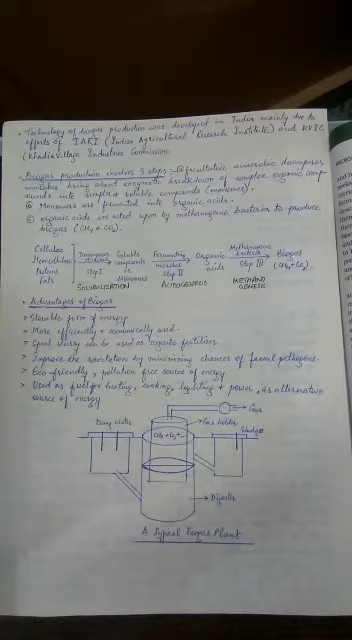 • Technology of biogas production was developed in India mainly due to
efforts of IARI (Indian Agricultural Research Institute) and KVIC
(Khadi & Village Industries Commission.
• Biogas production involves 3 steps :- @ facultative anaerobic decomposer
microbes bring about enzymatic breakdown of complex organic comp-
ounds into simpler & soluble compounds (monomers).
ⓑ Monomers are fermented into organic acids.
ⓒ organic acids are acted upon by methanogenic bacteria to produce
biogas (CH4 + CO2).
Cellulose
Hemicellulose
Proteins
Fats
Decomposer
Microbes
Step I
SOLUBILIZATION
Soluble
compounds
or
Monomers
Fermenting
microbes
Step II
ACITOGENESIS
Organic
acids
Methanogenic
bacteria
Step III
METHANO
GENESIS
Biogas
(CH4 + CO2)
• Advantages of Biogas
> Storable form of energy.
> More efficiently & economically used.
> Spent slurry can be used as organic fertilizer.
> Improve the sanitation by minimizing chances of faecal pathogens.
> Eco-friendly, pollution free source of energy
> Used as fuel for heating, cooking, lighting & power, as alternative
source of energy
Gas
Gas holder
Dung Water
Sludge
CH4 + CO2 + ..
Digester
A typical Biogas Plant